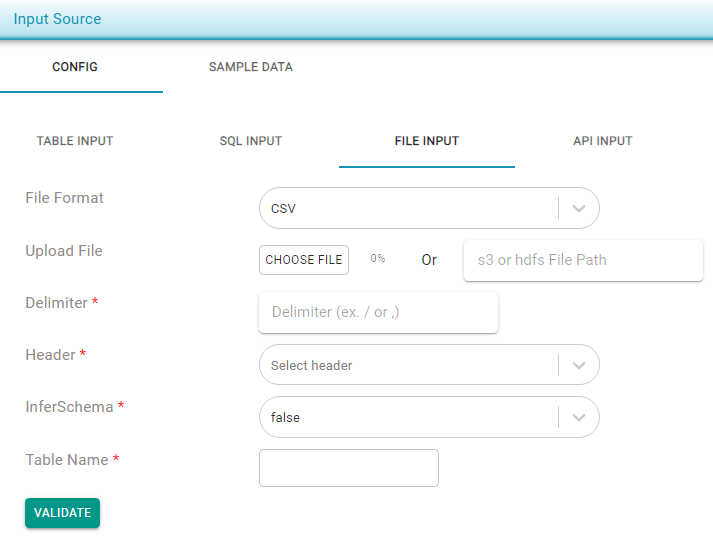 Input Source
CONFIG SAMPLE DATA
TABLE INPUT SQL INPUT FILE INPUT API INPUT
File Format CSV
Upload File CHOOSE FILE 0% Or s3 or hdfs File Path
Delimiter * Delimiter (ex. / or ,)
Header * Select header
InferSchema * false
Table Name *
VALIDATE